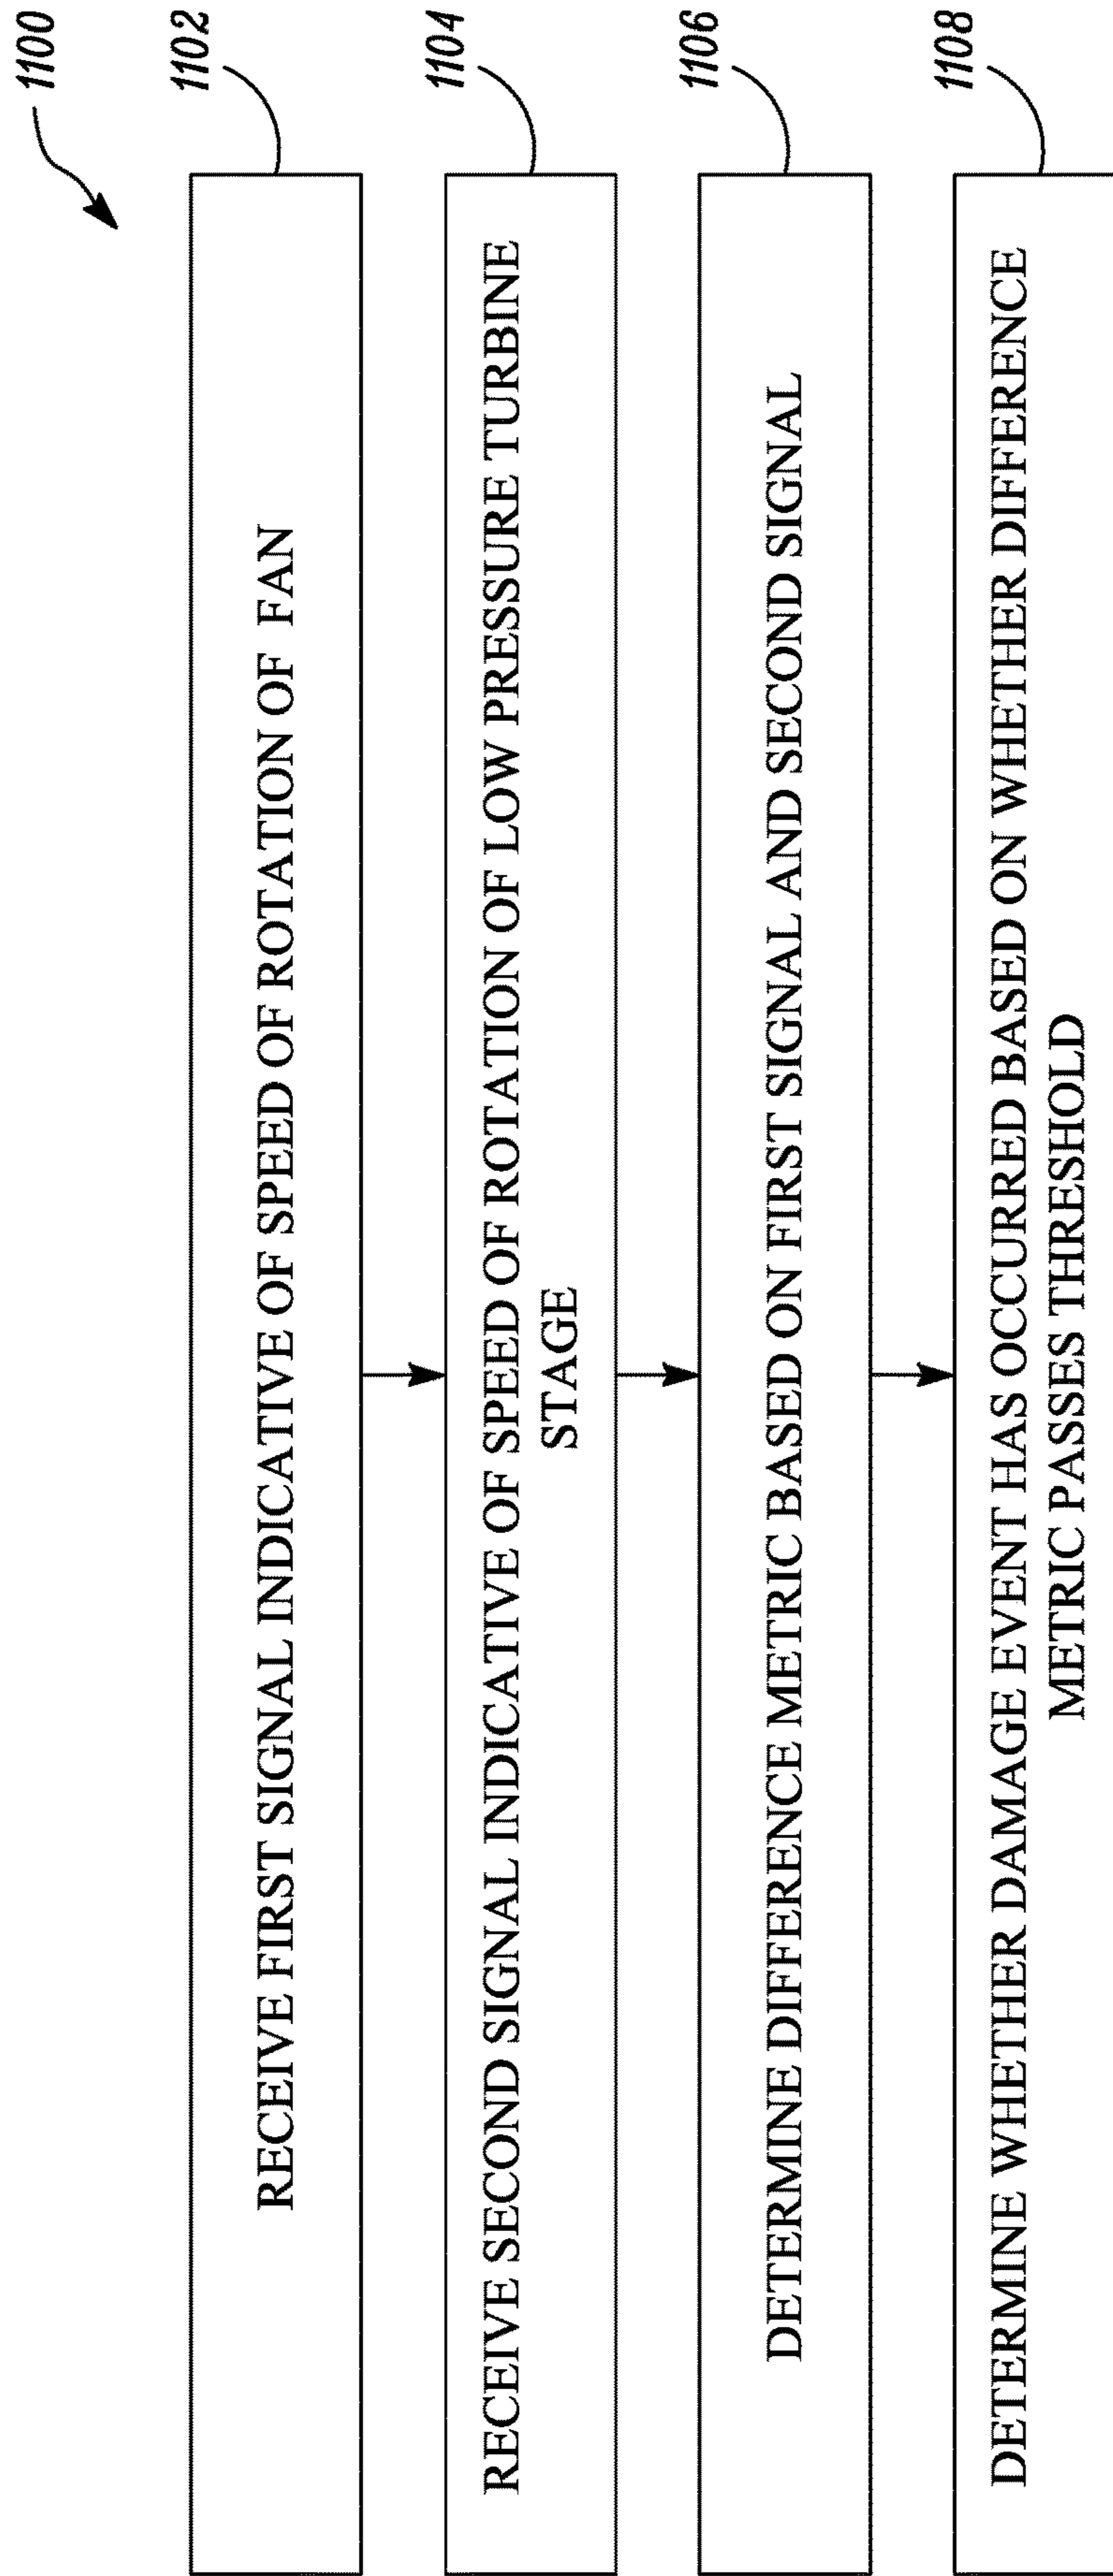 1100
RECEIVE FIRST SIGNAL INDICATIVE OF SPEED OF ROTATION OF FAN
1102
RECEIVE SECOND SIGNAL INDICATIVE OF SPEED OF ROTATION OF LOW PRESSURE TURBINE
STAGE
1104
DETERMINE DIFFERENCE METRIC BASED ON FIRST SIGNAL AND SECOND SIGNAL
1106
DETERMINE WHETHER DAMAGE EVENT HAS OCCURRED BASED ON WHETHER DIFFERENCE
METRIC PASSES THRESHOLD
1108